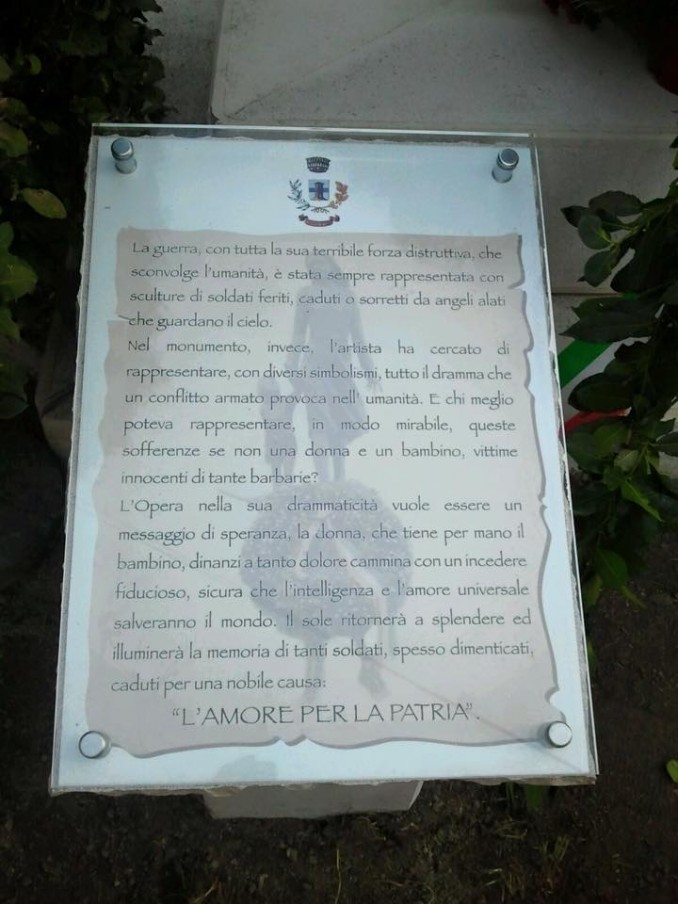 La guerra, con tutta la sua terribile forza distruttiva, che
sconvolge l'umanità, è stata sempre rappresentata con
sculture di soldati feriti, caduti o sorretti da angeli alati
che guardano il cielo.
Nel monumento, invece, l'artista ha cercato di
rappresentare, con diversi simbolismi, tutto il dramma che
un conflitto armato provoca nell' umanità. E chi meglio
poteva rappresentare, in modo mirabile, queste
sofferenze se non una donna e un bambino, vittime
innocenti di tante barbarie?
L'Opera nella sua drammaticità vuole essere un
messaggio di speranza, la donna, che tiene per mano il
bambino, dinanzi a tanto dolore cammina con un incedere
fiducioso, sicura che l'intelligenza e l'amore universale
salveranno il mondo. Il sole ritornerà a splendere ed
illuminerà la memoria di tanti soldati, spesso dimenticati,
caduti per una nobile causa:
"L'AMORE PER LA PATRIA".